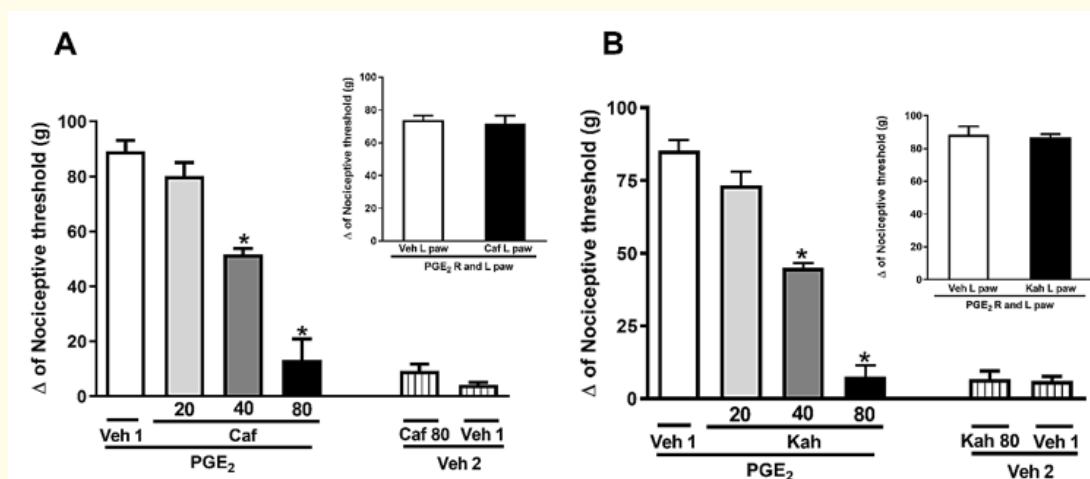 A
Δ of Nociceptive threshold (g)
100
80
60
40
20
0
20 40 80
Veh 1 Caf
PGE₂
Caf 80 Veh 1
Veh 2
Δ of Nociceptive threshold (g)
100
80
60
40
20
0
Veh L paw Caf L paw
PGE₂ R and L paw
*
*
B
Δ of Nociceptive threshold (g)
100
75
50
25
0
20 40 80
Veh 1 Kah
PGE₂
Kah 80 Veh 1
Veh 2
Δ of Nociceptive threshold (g)
100
80
60
40
20
0
Veh L paw Kah L paw
PGE₂ R and L paw
*
*